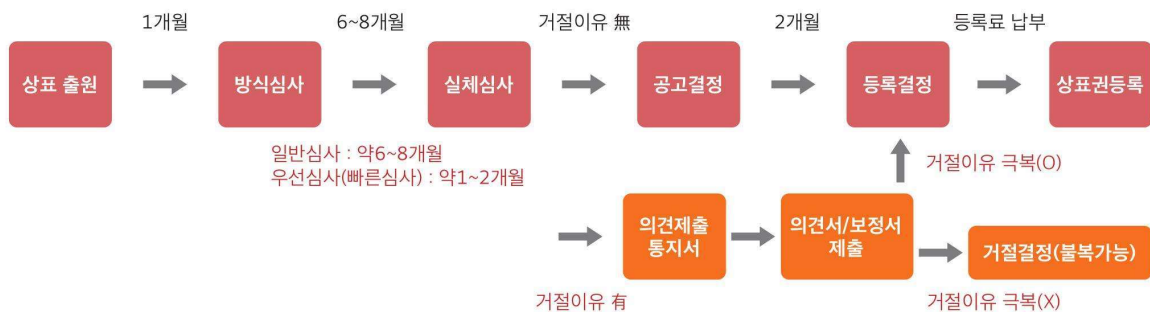 1개월
6~8개월
거절이유 無
2개월
등록료 납부
상표 출원
방식심사
실체심사
공고결정
등록결정
상표권등록
일반심사 : 약6~8개월
우선심사(빠른심사) : 약1~2개월
거절이유 극복(O)
의견제출
통지서
의견서/보정서
제출
거절결정(불복가능)
거절이유 有
거절이유 극복(X)